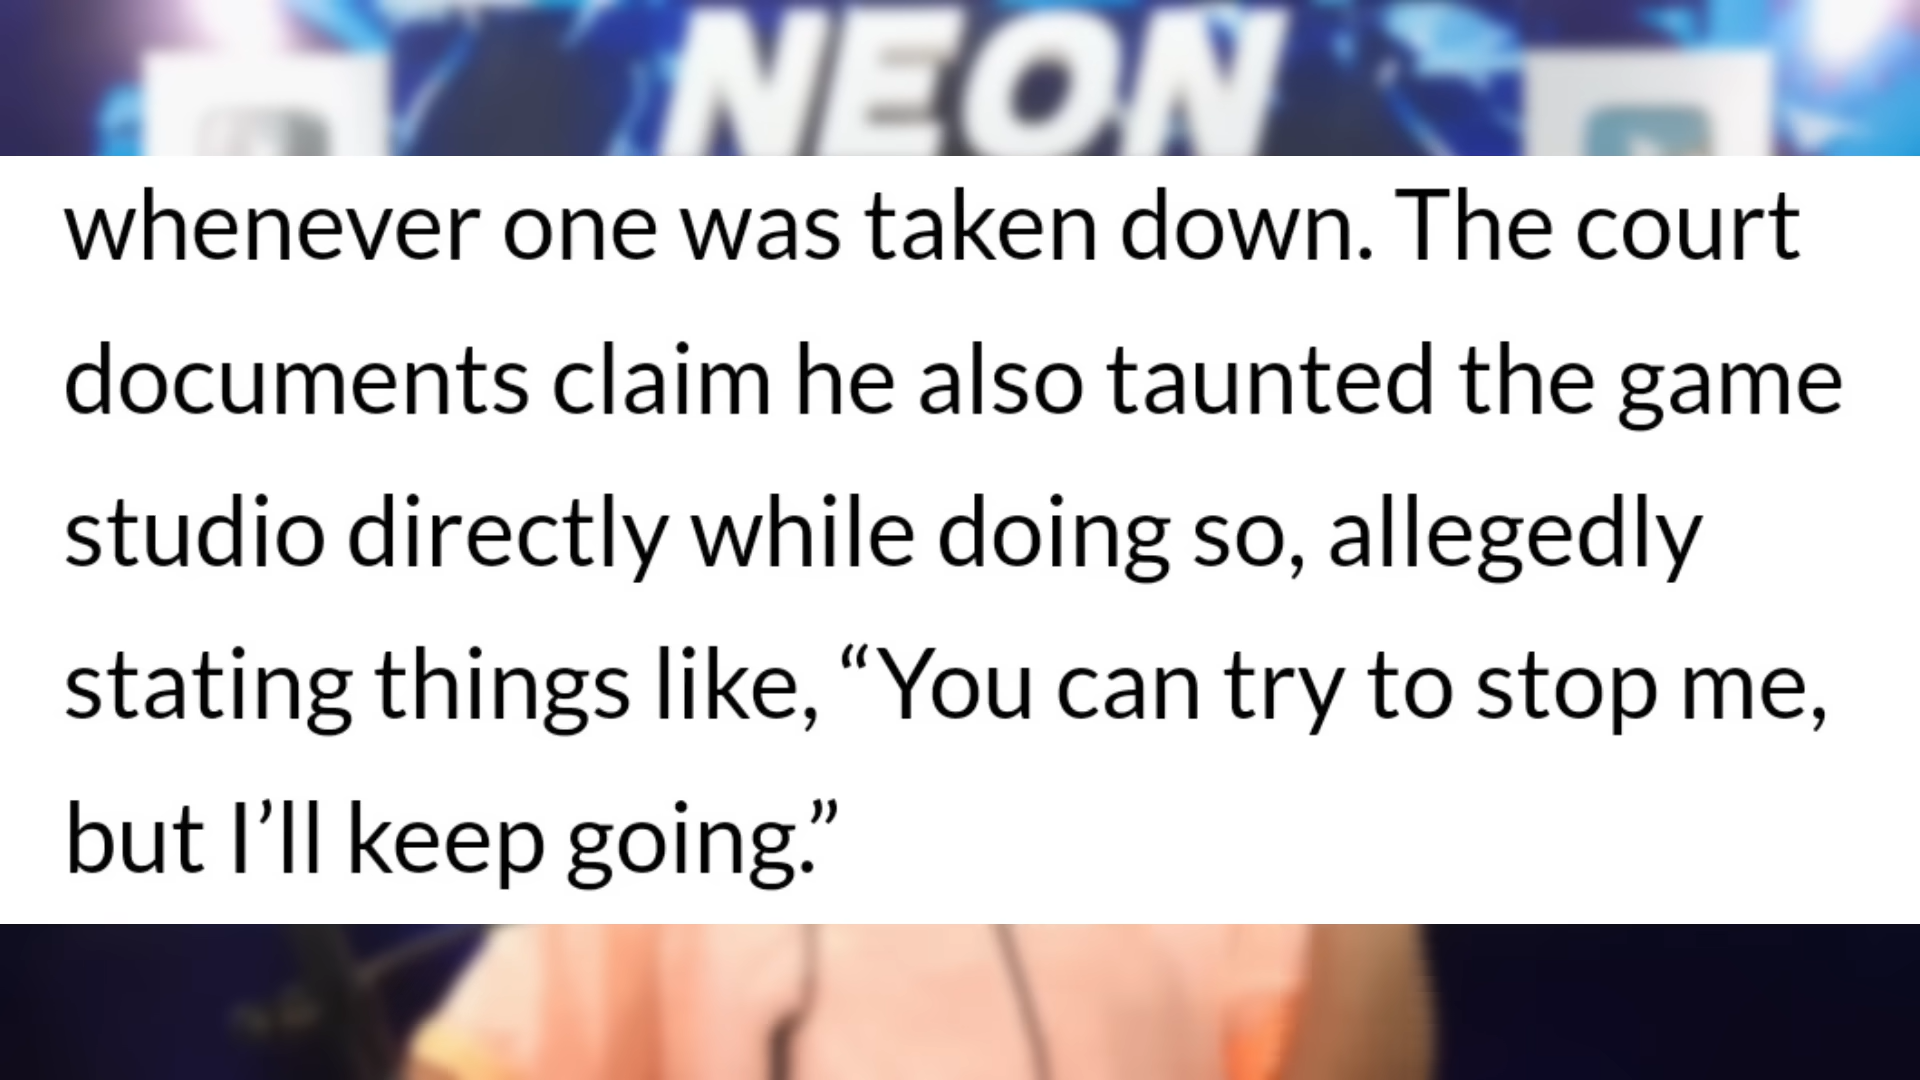 NEON
whenever one was taken down. The court
documents claim he also taunted the game
studio directly while doing so, allegedly
stating things like, “You can try to stop me,
but I’ll keep going.”